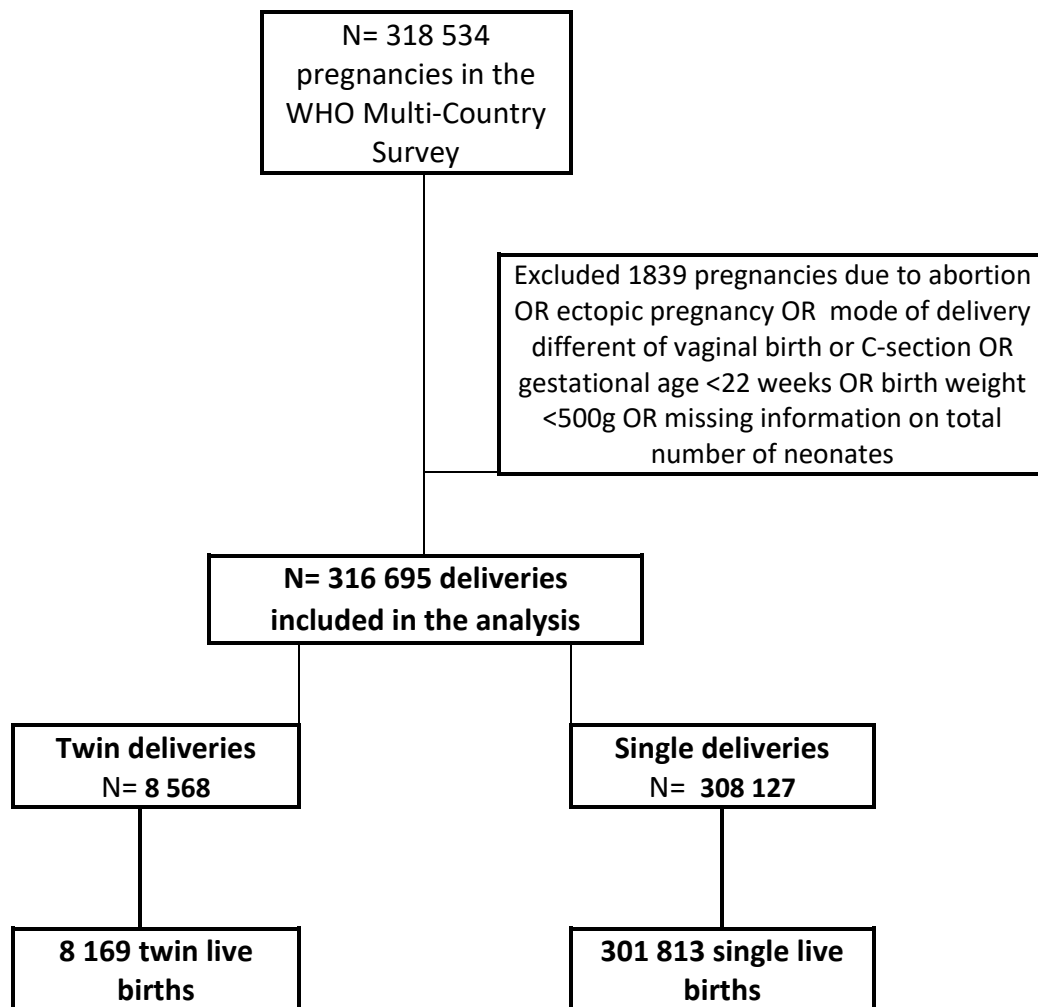 N= 318 534
pregnancies in the
WHO Multi-Country
Survey
Excluded 1839 pregnancies due to abortion
OR ectopic pregnancy OR  mode of delivery
different of vaginal birth or C-section OR
gestational age <22 weeks OR birth weight
<500g OR missing information on total
number of neonates
N= 316 695 deliveries
included in the analysis
Twin deliveries
N= 8 568
Single deliveries
N=  308 127
8 169 twin live
births
301 813 single live
births